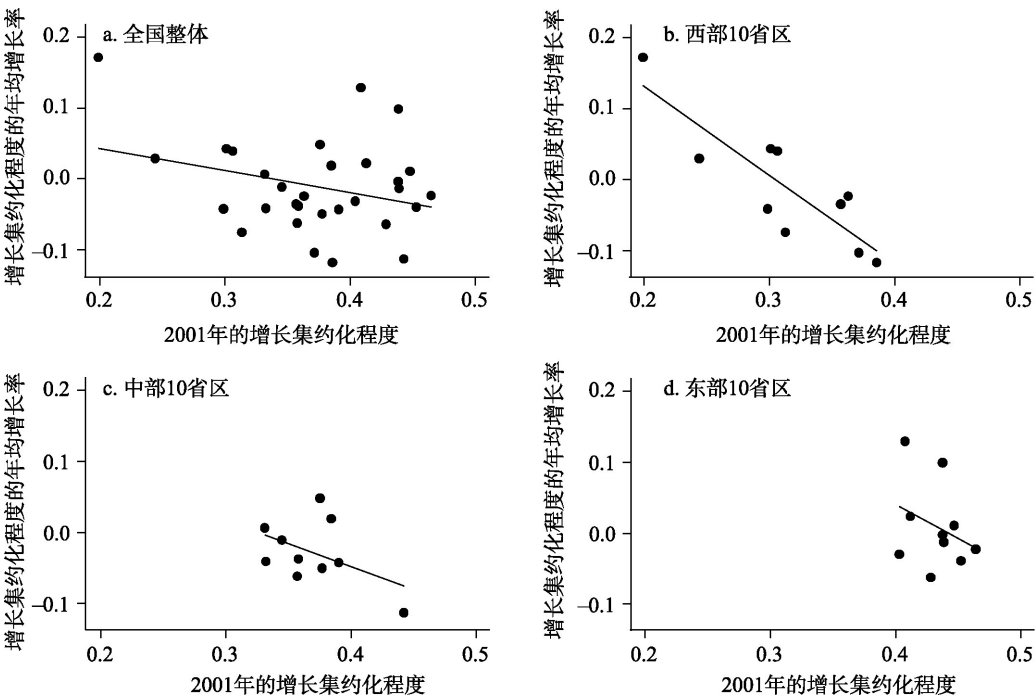 a. 全国整体
增长集约化程度的年均增长率
0.2
0.1
0.0
–0.1
0.2 0.3 0.4 0.5
2001年的增长集约化程度
b. 西部10省区
增长集约化程度的年均增长率
0.2
0.1
0.0
–0.1
0.2 0.3 0.4 0.5
2001年的增长集约化程度
c. 中部10省区
增长集约化程度的年均增长率
0.2
0.1
0.0
–0.1
0.2 0.3 0.4 0.5
2001年的增长集约化程度
d. 东部10省区
增长集约化程度的年均增长率
0.2
0.1
0.0
–0.1
0.2 0.3 0.4 0.5
2001年的增长集约化程度